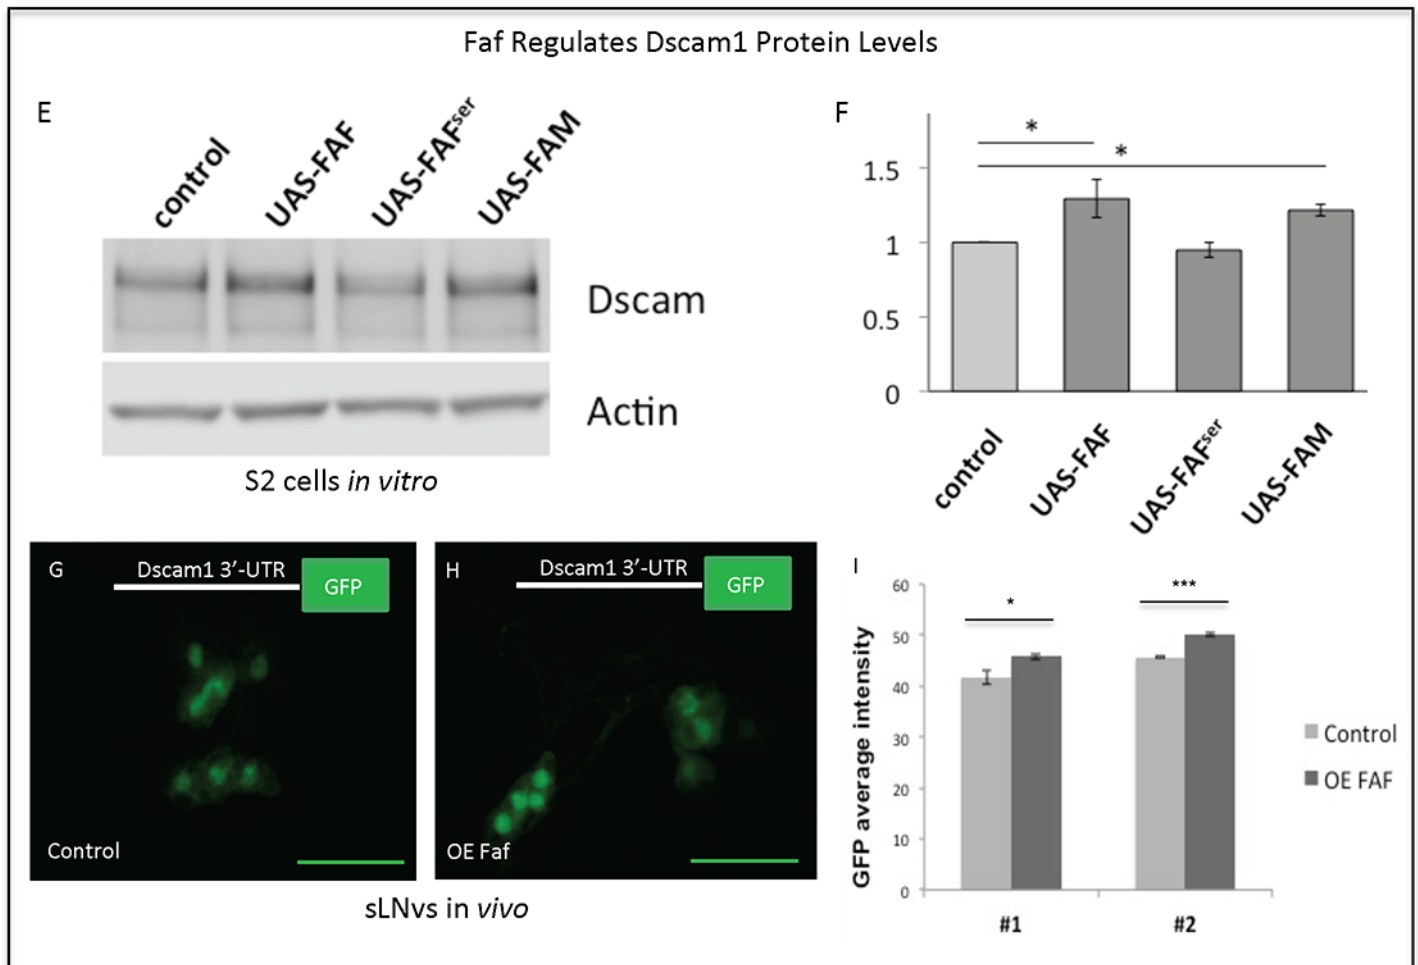 Faf Regulates Dscam1 Protein Levels
E
control
UAS-FAF
UAS-FAFser
UAS-FAM
Dscam
Actin
S2 cells in vitro
F
*
*
1.5
1
0.5
0
control
UAS-FAF
UAS-FAFser
UAS-FAM
G
Dscam1 3’-UTR
GFP
Control
H
Dscam1 3’-UTR
GFP
OE Faf
sLNvs in vivo
I
GFP average intensity
60
50
40
30
20
10
0
*
***
#1
#2
Control
OE FAF